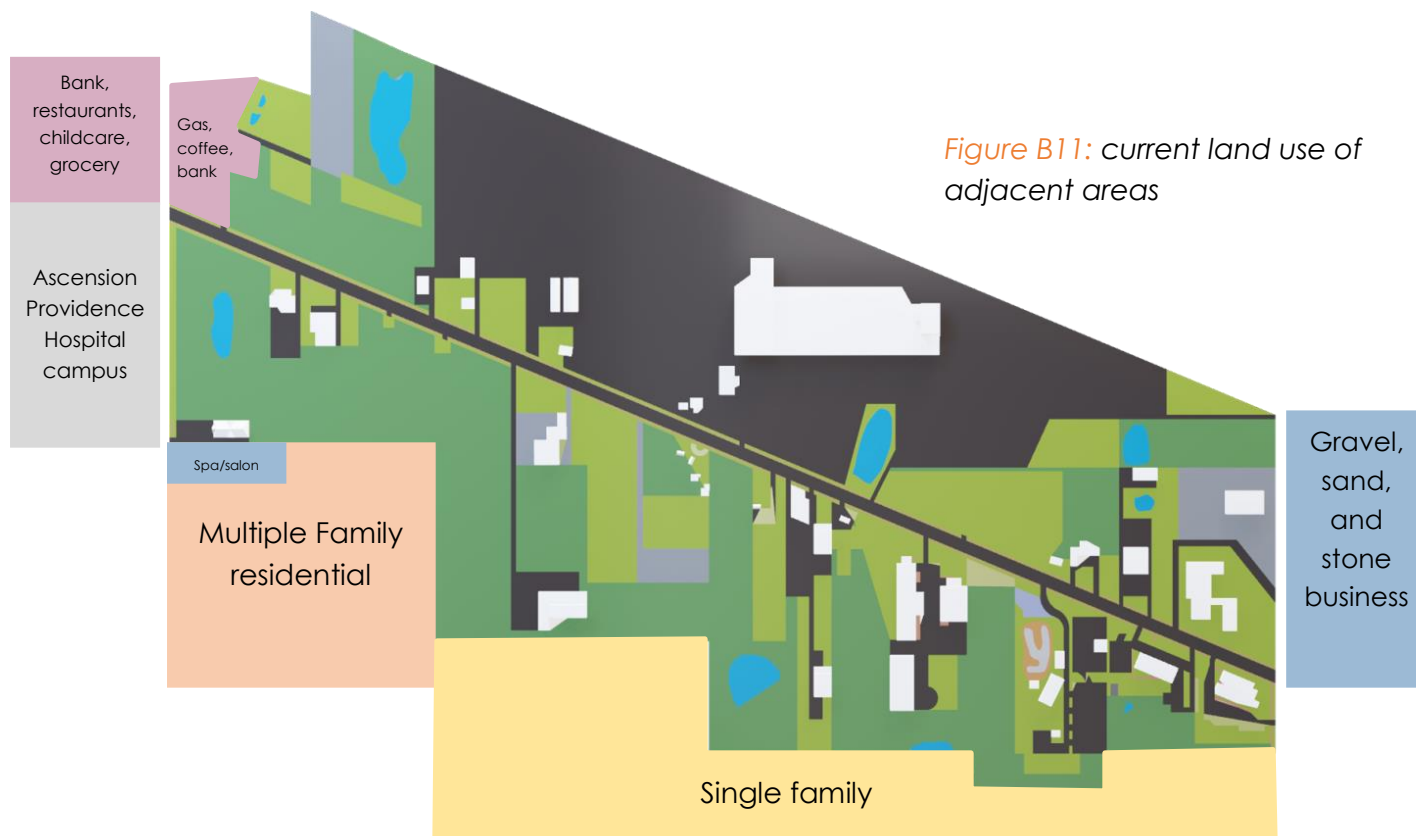 Bank,
restaurants,
childcare,
grocery
Gas,
coffee,
bank
Figure B11: current land use of
adjacent areas
Ascension
Providence
Hospital
campus
Spa/salon
Multiple Family
residential
Gravel,
sand,
and
stone
business
Single family